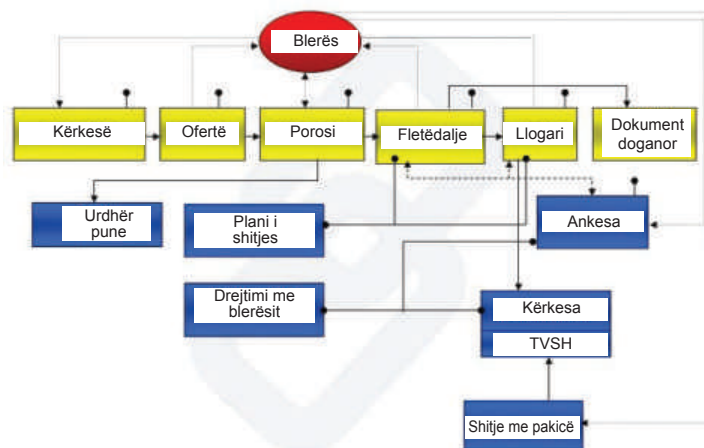 Blerës
Kërkesë
Ofertë
Porosi
Fletëdalje
Llogari
Dokument
doganor
Urdhër
pune
Plani i
shitjes
Ankesa
Drejtimi me
blerësit
Kërkesa
TVSH
Shitje me pakicë